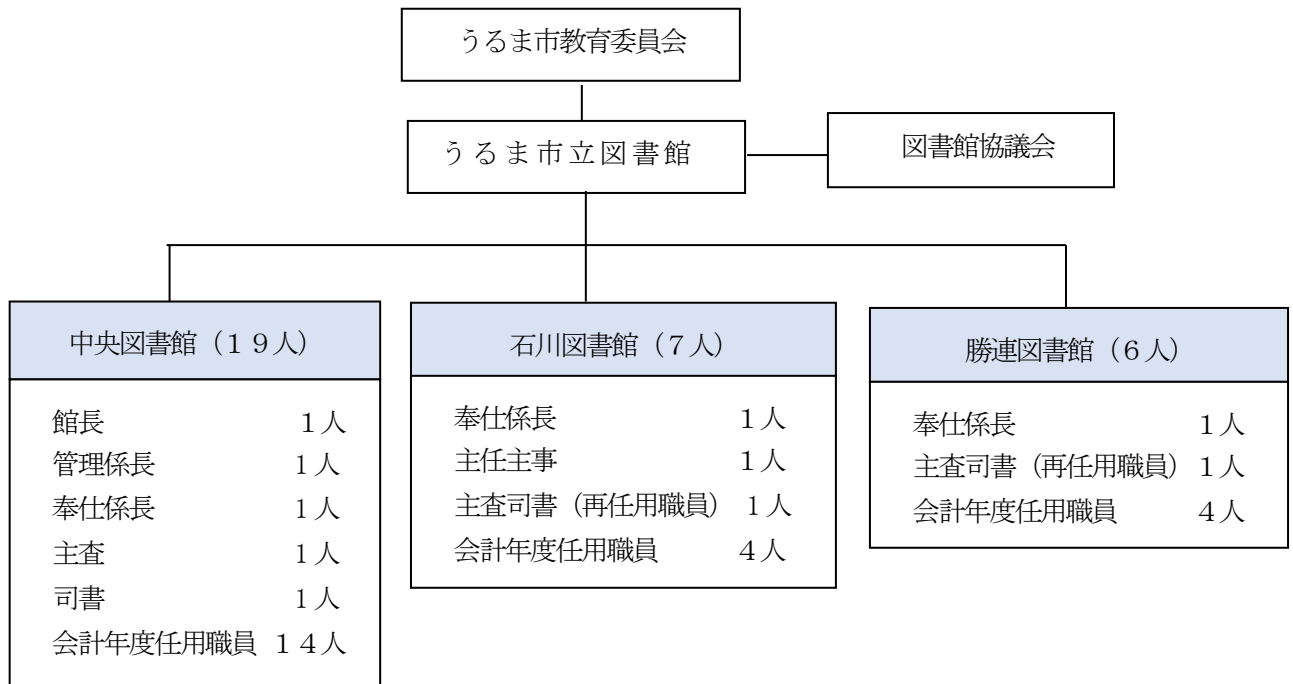 うるま市教育委員会
うるま市立図書館
図書館協議会
中央図書館（１９人）
館長 １人
管理係長 １人
奉仕係長 １人
主査 １人
司書 １人
会計年度任用職員 １４人
石川図書館（７人）
奉仕係長 １人
主任主事 １人
主査司書（再任用職員） １人
会計年度任用職員 ４人
勝連図書館（６人）
奉仕係長 １人
主査司書（再任用職員） １人
会計年度任用職員 ４人